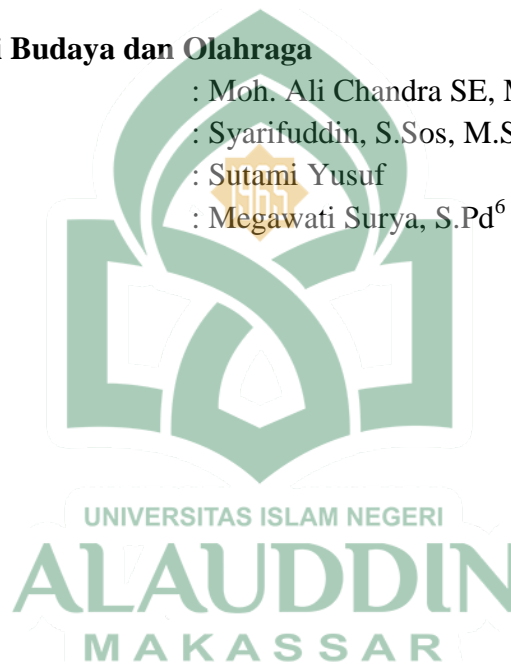 i Budaya dan Olahraga
: Moh. Ali Chandra SE, M
: Syarifuddin, S.Sos, M.S
: Sutami Yusuf
: Megawati Surya, S.Pd6
1965
UNIVERSITAS ISLAM NEGERI
ALAUDDIN
MAKASSAR